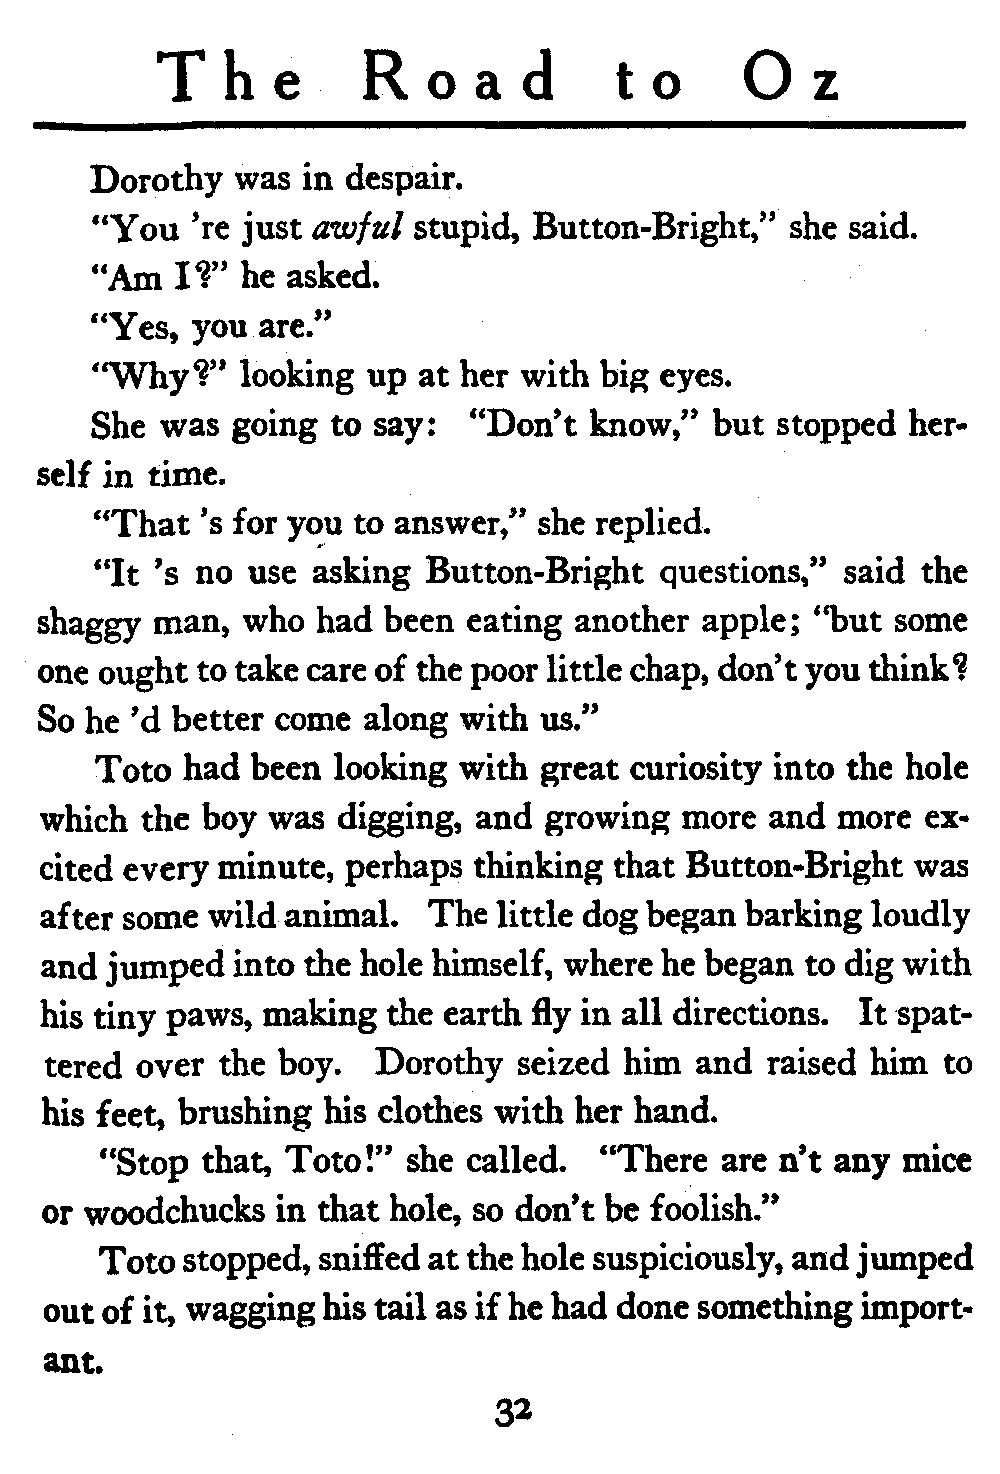 The Road to Oz
Dorothy was in despair.
“You ’re just awful stupid, Button-Bright,” she said.
“Am I?” he asked.
“Yes, you are.”
“Why?” looking up at her with big eyes.
She was going to say: “Don’t know,” but stopped her-
self in time.
“That ’s for you to answer,” she replied.
“It ’s no use asking Button-Bright questions,” said the
shaggy man, who had been eating another apple; “but some
one ought to take care of the poor little chap, don’t you think?
So he ’d better come along with us.”
Toto had been looking with great curiosity into the hole
which the boy was digging, and growing more and more ex-
cited every minute, perhaps thinking that Button-Bright was
after some wild animal. The little dog began barking loudly
and jumped into the hole himself, where he began to dig with
his tiny paws, making the earth fly in all directions. It spat-
tered over the boy. Dorothy seized him and raised him to
his feet, brushing his clothes with her hand.
“Stop that, Toto!” she called. “There are n’t any mice
or woodchucks in that hole, so don’t be foolish.”
Toto stopped, sniffed at the hole suspiciously, and jumped
out of it, wagging his tail as if he had done something import-
ant.
32